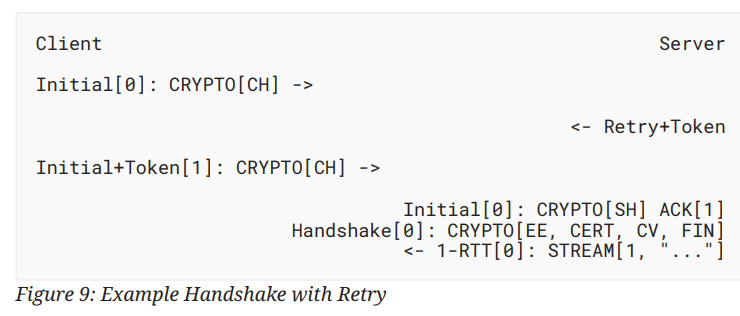 Client Server
Initial[0]: CRYPTO[CH] ->
<- Retry+Token
Initial+Token[1]: CRYPTO[CH] ->
Initial[0]: CRYPTO[SH] ACK[1]
Handshake[0]: CRYPTO[EE, CERT, CV, FIN]
<- 1-RTT[0]: STREAM[1, "..."]
Figure 9: Example Handshake with Retry